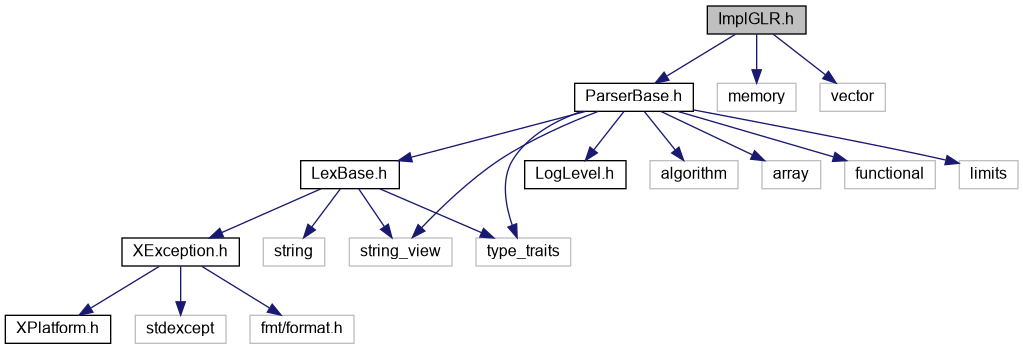 ImplGLR.h
ParserBase.h
memory
vector
LexBase.h
LogLevel.h
algorithm
array
functional
limits
XException.h
string
string_view
type_traits
XPlatform.h
stdexcept
fmt/format.h